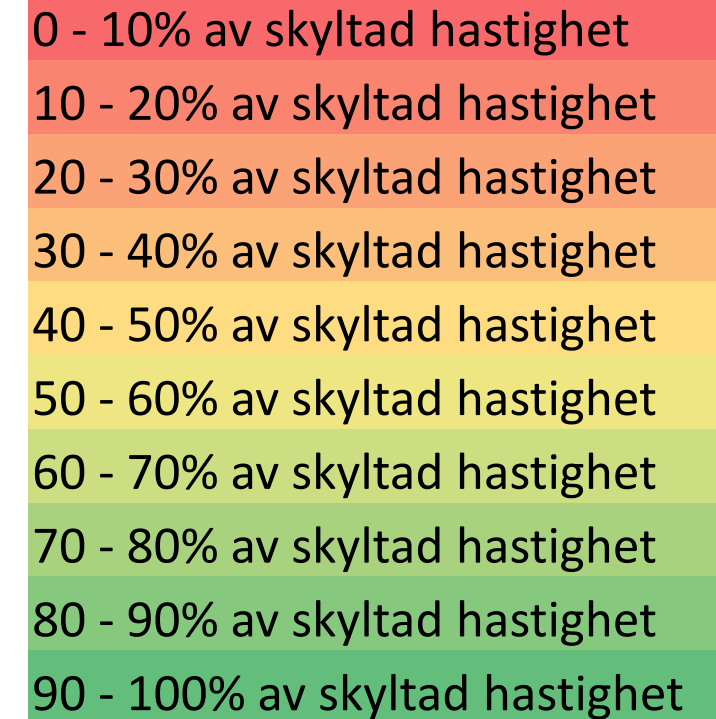 0 - 10% av skyltad hastighet
10 - 20% av skyltad hastighet
20 - 30% av skyltad hastighet
30 - 40% av skyltad hastighet
40 - 50% av skyltad hastighet
50 - 60% av skyltad hastighet
60 - 70% av skyltad hastighet
70 - 80% av skyltad hastighet
80 - 90% av skyltad hastighet
90 - 100% av skyltad hastighet